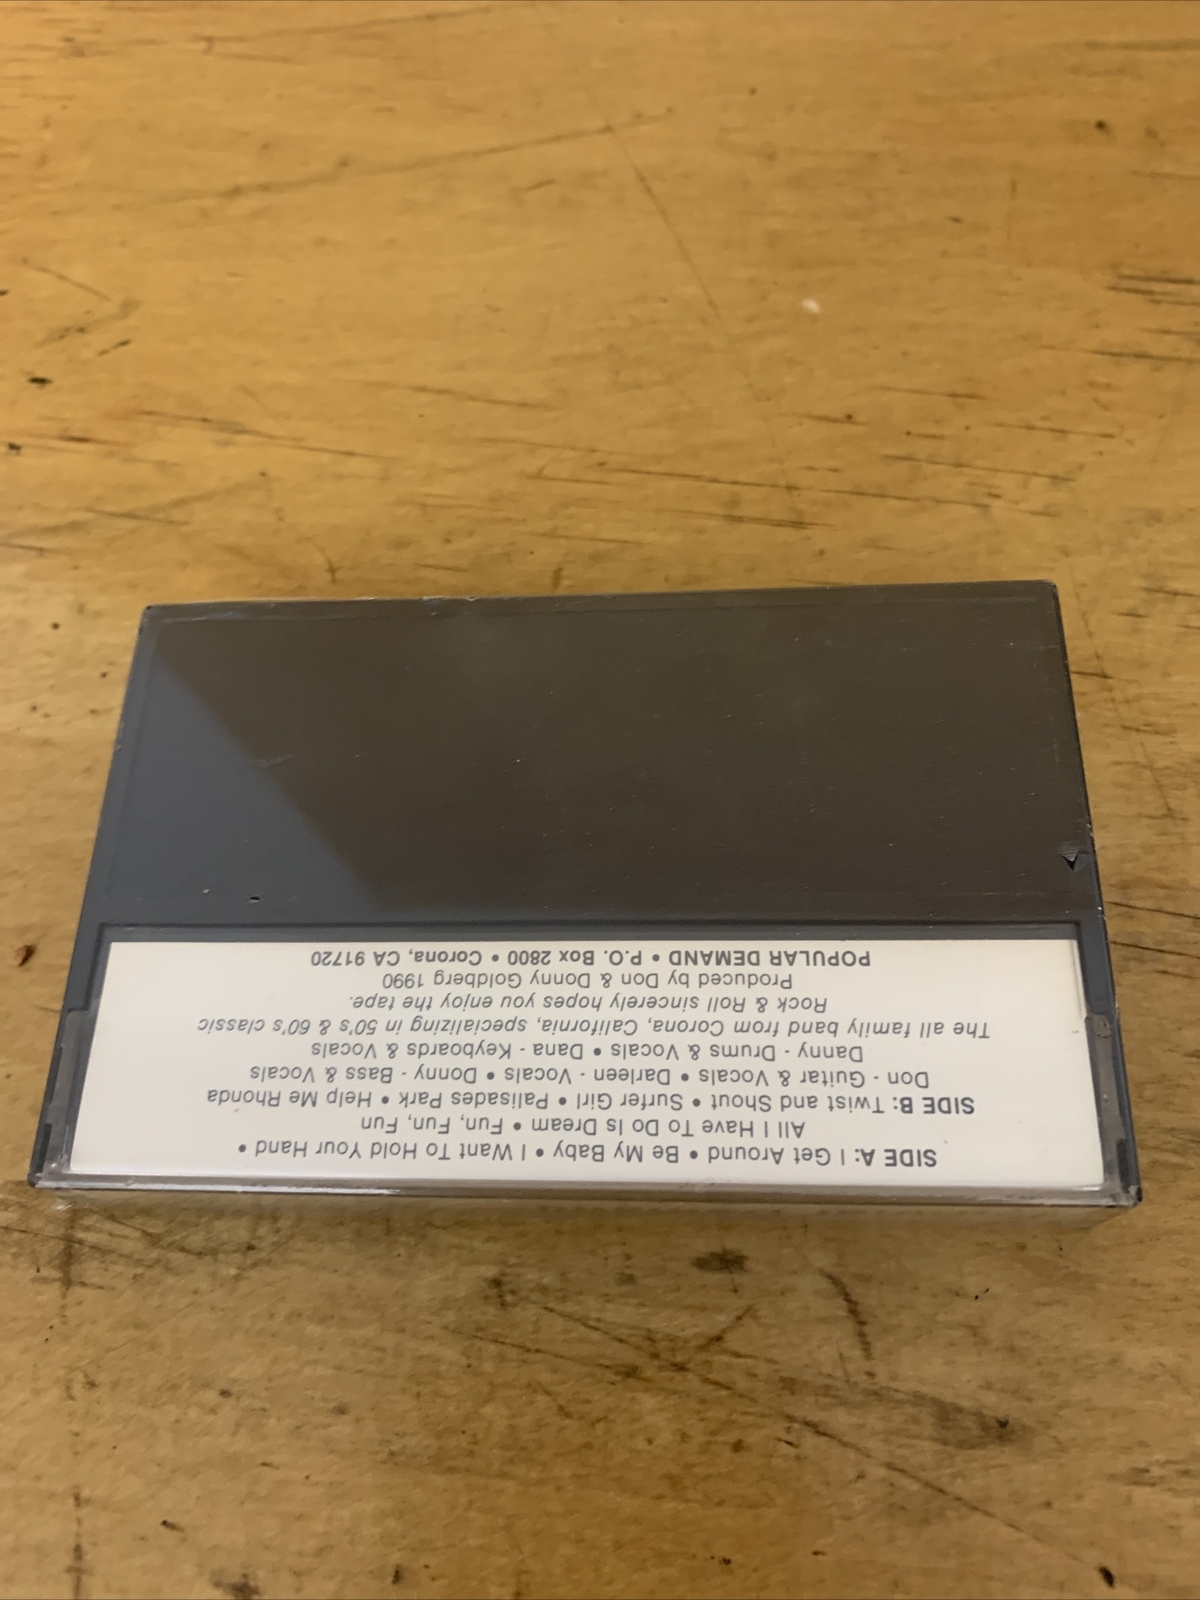 SIDE A: I Get Around • Be My Baby • I Want To Hold Your Hand •
All I Have To Do Is Dream • Fun, Fun, Fun
SIDE B: Twist and Shout • Surfer Girl • Palisades Park • Help Me Rhonda
Don - Guitar & Vocals • Darleen - Vocals • Donny - Bass & Vocals
Danny - Drums & Vocals • Dana - Keyboards & Vocals
The all family band from Corona, California, specializing in 50's & 60's classic
Rock & Roll sincerely hopes you enjoy the tape.
Produced by Don & Donny Goldberg 1990
POPULAR DEMAND • P.O. Box 2800 • Corona, CA 91720